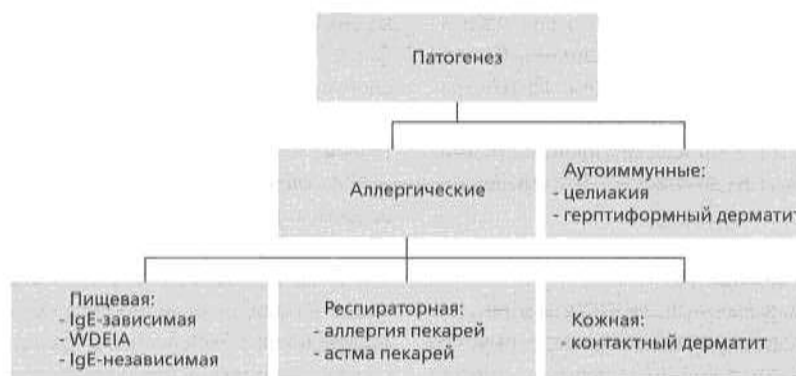 Патогенез
Аллергические
Аутоиммунные:
- целиакия
- герптиформный дерматит
Пищевая:
- IgE-зависимая
- WDEIA
- IgE-независимая
Респираторная:
- аллергия пекарей
- астма пекарей
Кожная:
- контактный дерматит